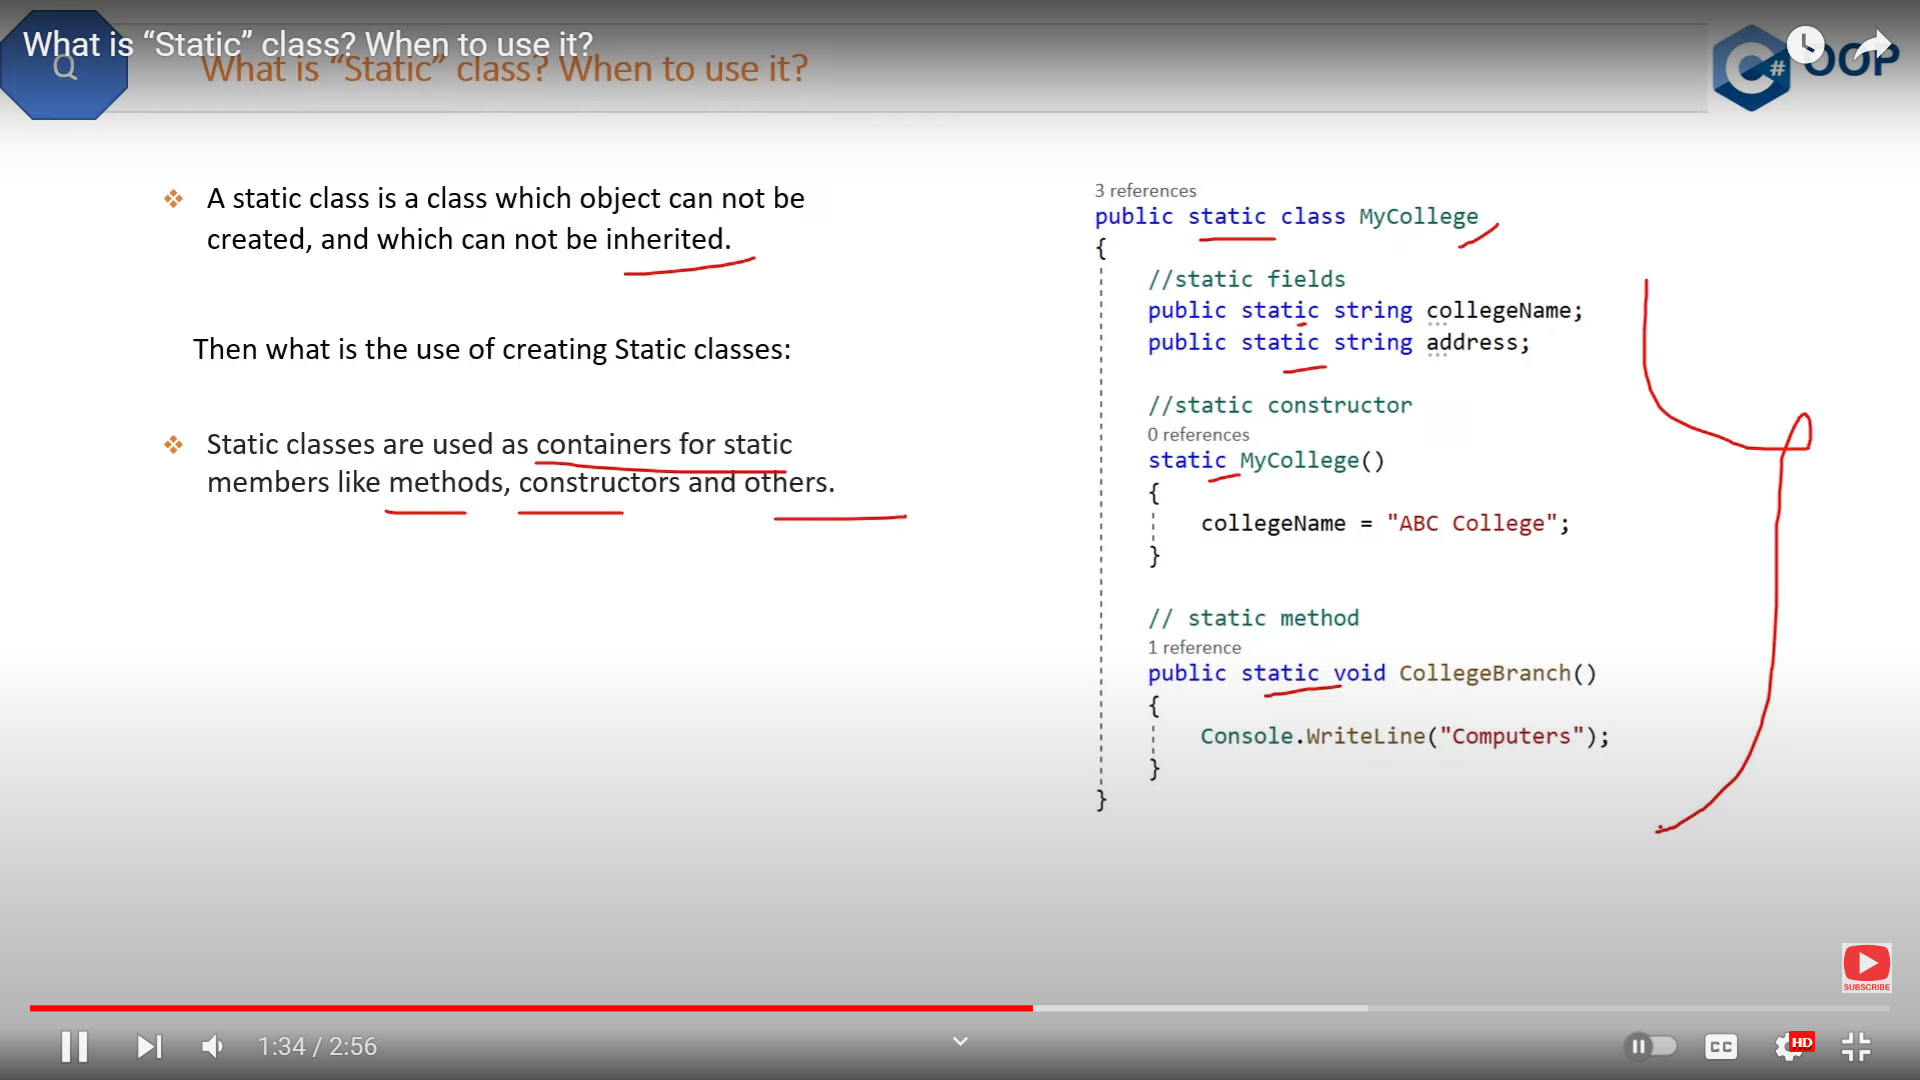 What is “Static” class? When to use it?
Q
What is “Static” class? When to use it?
C# OOP
A static class is a class which object can not be
created, and which can not be inherited.
Then what is the use of creating Static classes:
Static classes are used as containers for static
members like methods, constructors and others.
3 references
public static class MyCollege
{
//static fields
public static string collegeName;
public static string address;
//static constructor
0 references
static MyCollege()
{
collegeName = "ABC College";
}
// static method
1 reference
public static void CollegeBranch()
{
Console.WriteLine("Computers");
}
}
SUBSCRIBE
1:34 / 2:56
CC
HD